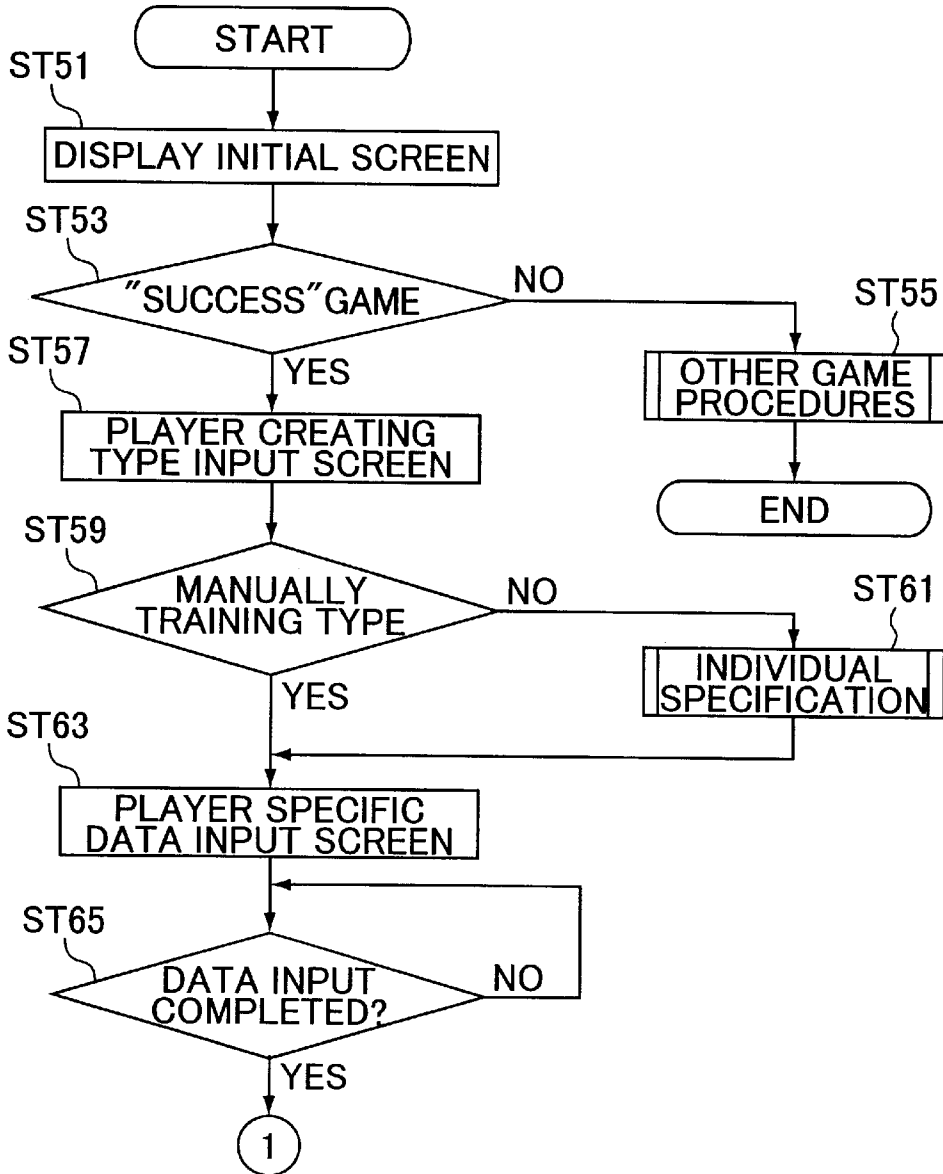 START
ST51
DISPLAY INITIAL SCREEN
ST53
"SUCCESS"GAME
NO
YES
ST55
OTHER GAME
PROCEDURES
END
ST57
PLAYER CREATING
TYPE INPUT SCREEN
ST59
MANUALLY
TRAINING TYPE
NO
YES
ST61
INDIVIDUAL
SPECIFICATION
ST63
PLAYER SPECIFIC
DATA INPUT SCREEN
ST65
DATA INPUT
COMPLETED?
NO
YES
1